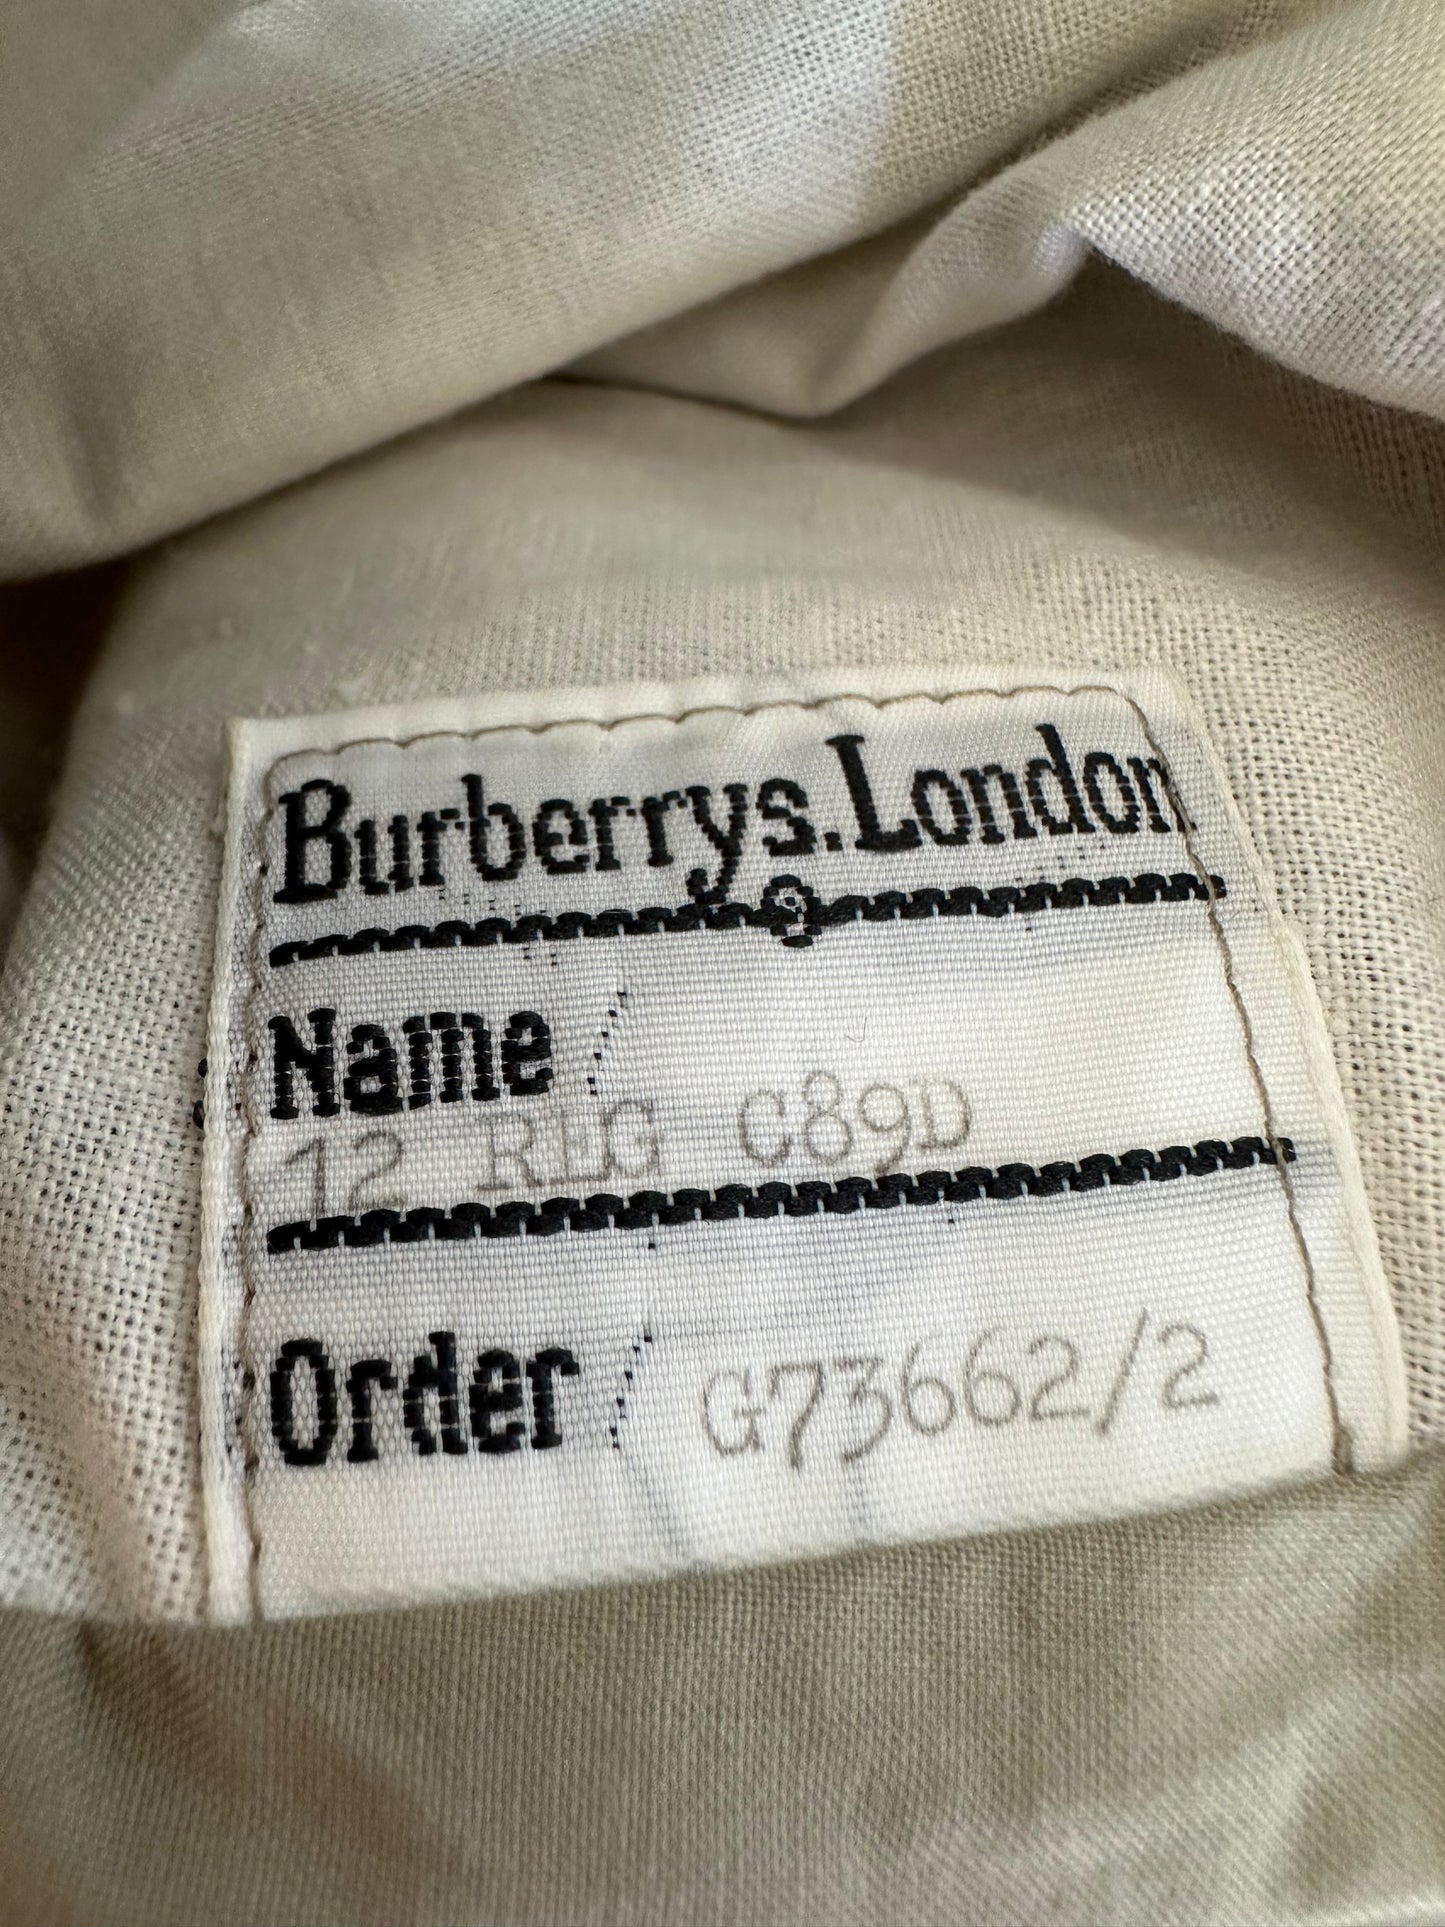 Burberrys. London
Name
12 REG C89D
Order G73662/2